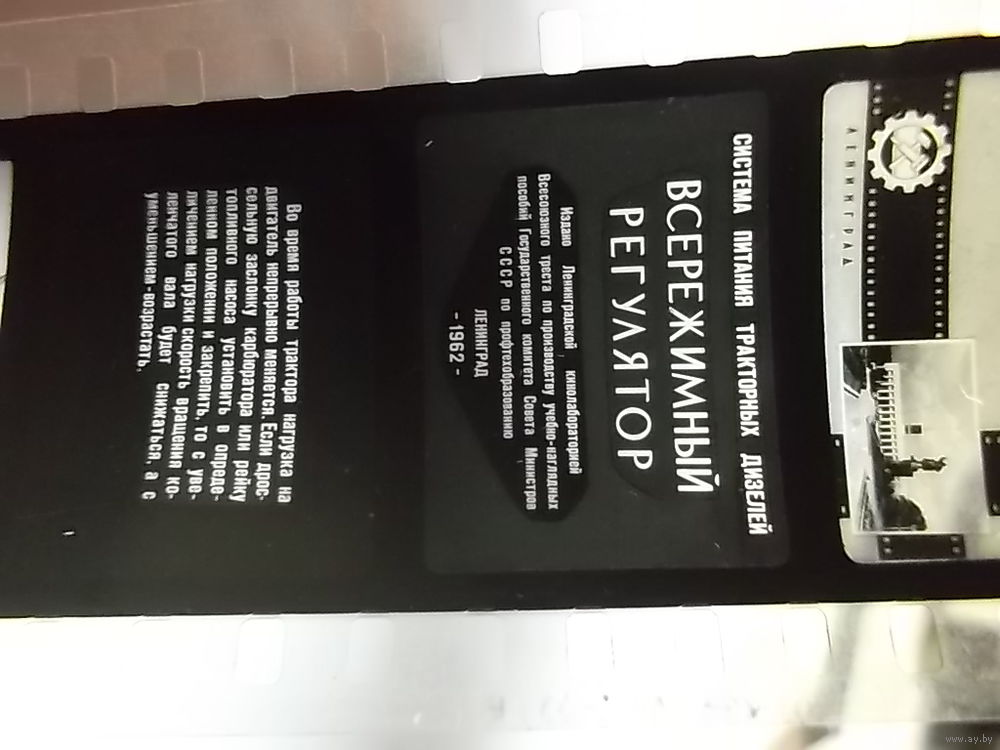 ЛЕНИНГРАД
СИСТЕМА ПИТАНИЯ ТРАКТОРНЫХ ДИЗЕЛЕЙ
ВСЕРЕЖИМНЫЙ
РЕГУЛЯТОР
Издано Ленинградской кинолабораторией
Всесоюзного треста по производству учебно-наглядных
пособий Государственного комитета Совета Министров
СССР по профтехобразованию
ЛЕНИНГРАД
- 1962 -
Во время работы трактора нагрузка на
двигатель непрерывно меняется. Если дрос-
сельную заслонку карбюратора или рейку
топливного насоса установить в опреде-
ленном положении и закрепить, то с уве-
личением нагрузки скорость вращения ко-
ленчатого вала будет снижаться, а с
уменьшением-возрастать.
www.ay.by